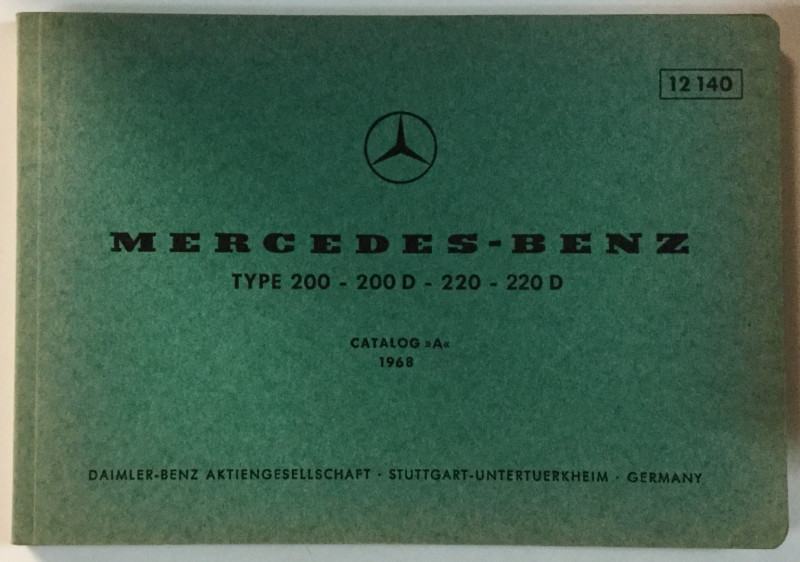 12 140
MERCEDES-BENZ
TYPE 200 - 200 D - 220 - 220 D
CATALOG »A«
1968
DAIMLER-BENZ AKTIENGESELLSCHAFT · STUTTGART-UNTERTUERKHEIM · GERMANY